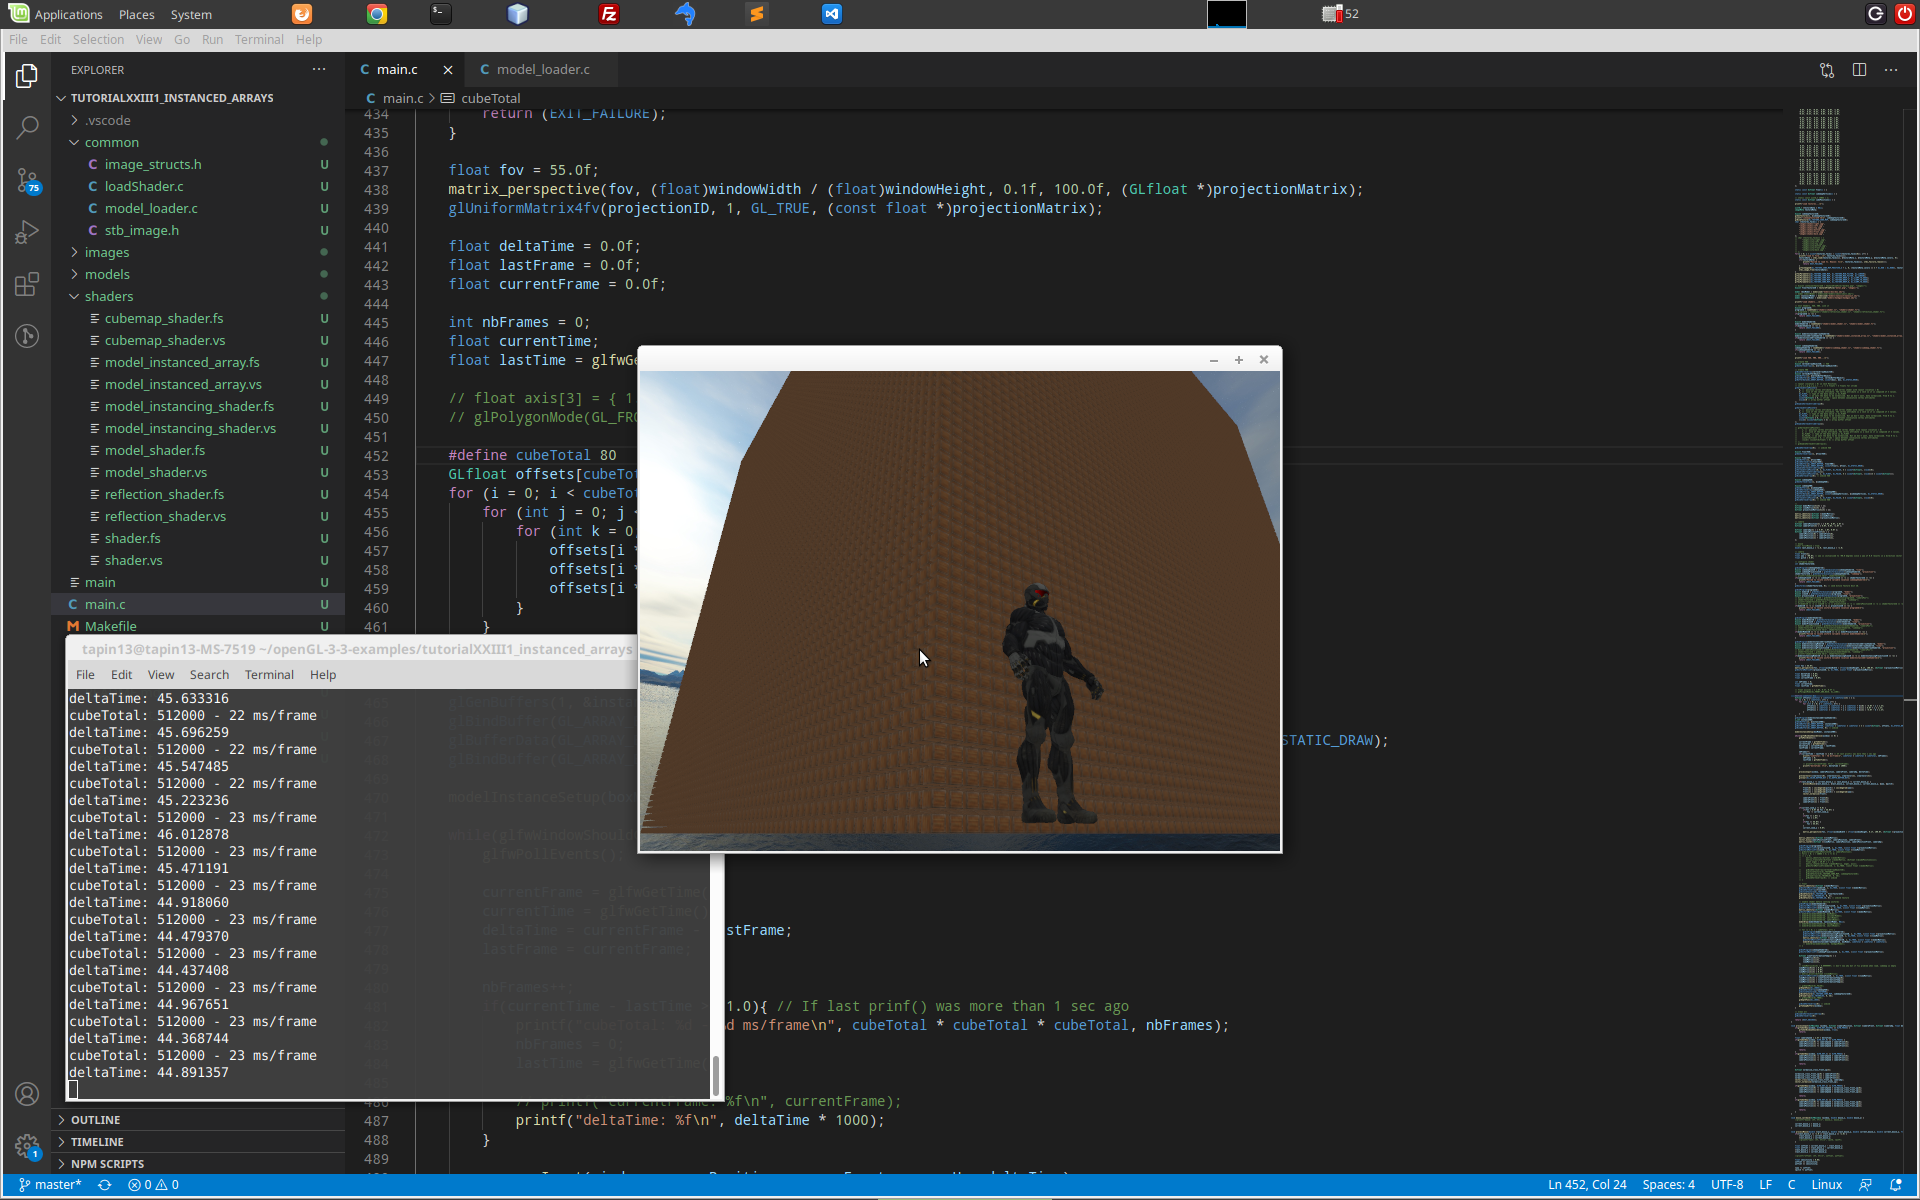 Applications Places System 52
File Edit Selection View Go Run Terminal Help
EXPLORER
main.c
model_loader.c
main.c > cubeTotal
TUTORIALXXIII1_INSTANCED_ARRAYS
.vscode
common
image_structs.h U
loadShader.c U
model_loader.c U
stb_image.h U
images
models
shaders
cubemap_shader.fs U
cubemap_shader.vs U
model_instanced_array.fs U
model_instanced_array.vs U
model_instancing_shader.fs U
model_instancing_shader.vs U
model_shader.fs U
model_shader.vs U
reflection_shader.fs U
reflection_shader.vs U
shader.fs U
shader.vs U
main U
main.c U
Makefile U
75
1
OUTLINE
TIMELINE
NPM SCRIPTS
434 return (EXIT_FAILURE);
435 }
436
437 float fov = 55.0f;
438 matrix_perspective(fov, (float)windowWidth / (float)windowHeight, 0.1f, 100.0f, (GLfloat *)projectionMatrix);
439 glUniformMatrix4fv(projectionID, 1, GL_TRUE, (const float *)projectionMatrix);
440
441 float deltaTime = 0.0f;
442 float lastFrame = 0.0f;
443 float currentFrame = 0.0f;
444
445 int nbFrames = 0;
446 float currentTime;
447 float lastTime = glfwGe
448
449 // float axis[3] = { 1
450 // glPolygonMode(GL_FRO
451
452 #define cubeTotal 80
453 GLfloat offsets[cubeTot
454 for (i = 0; i < cubeTot
455 for (int j = 0; j <
456 for (int k = 0
457 offsets[i *
458 offsets[i *
459 offsets[i *
460 }
461 }
STATIC_DRAW);
stFrame;
1.0){ // If last prinf() was more than 1 sec ago
d ms/frame\n", cubeTotal * cubeTotal * cubeTotal, nbFrames);
// printf("currentFrame: %f\n", currentFrame);
487 printf("deltaTime: %f\n", deltaTime * 1000);
488 }
489
tapin13@tapin13-MS-7519 ~/openGL-3-3-examples/tutorialXXIII1_instanced_arrays
File Edit View Search Terminal Help
deltaTime: 45.633316
cubeTotal: 512000 - 22 ms/frame
deltaTime: 45.696259
cubeTotal: 512000 - 22 ms/frame
deltaTime: 45.547485
cubeTotal: 512000 - 22 ms/frame
deltaTime: 45.223236
cubeTotal: 512000 - 23 ms/frame
deltaTime: 46.012878
cubeTotal: 512000 - 23 ms/frame
deltaTime: 45.471191
cubeTotal: 512000 - 23 ms/frame
deltaTime: 44.918060
cubeTotal: 512000 - 23 ms/frame
deltaTime: 44.479370
cubeTotal: 512000 - 23 ms/frame
deltaTime: 44.437408
cubeTotal: 512000 - 23 ms/frame
deltaTime: 44.967651
cubeTotal: 512000 - 23 ms/frame
deltaTime: 44.368744
cubeTotal: 512000 - 23 ms/frame
deltaTime: 44.891357
master* 0 0 Ln 452, Col 24 Spaces: 4 UTF-8 LF C Linux